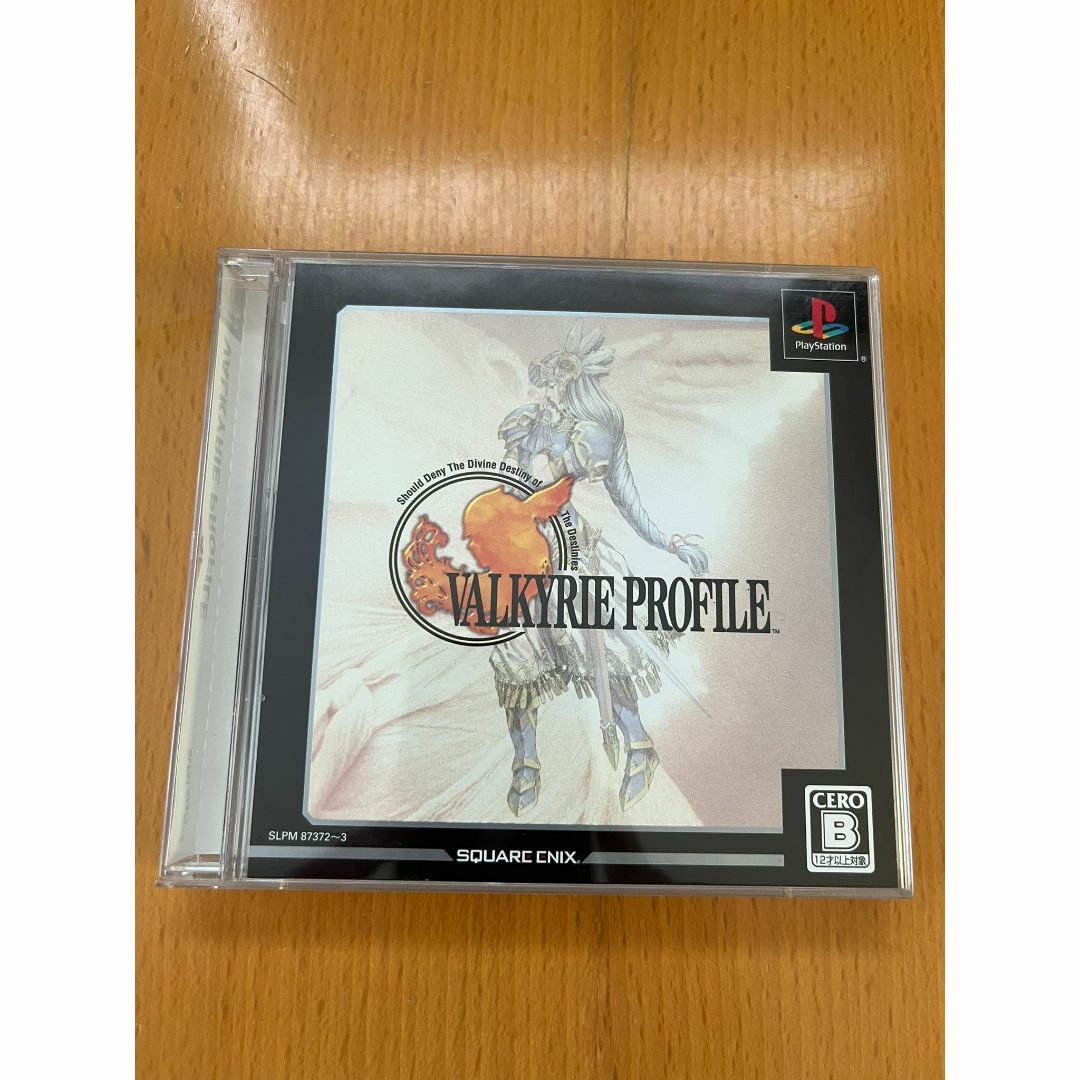 PlayStation
®
Should Deny The Divine Destiny of
The Destinies
VALKYRIE PROFILE™
VALKYRIE PROFILE
SLPM 87372～3
SQUARE ENIX®
CERO
B
12才以上対象